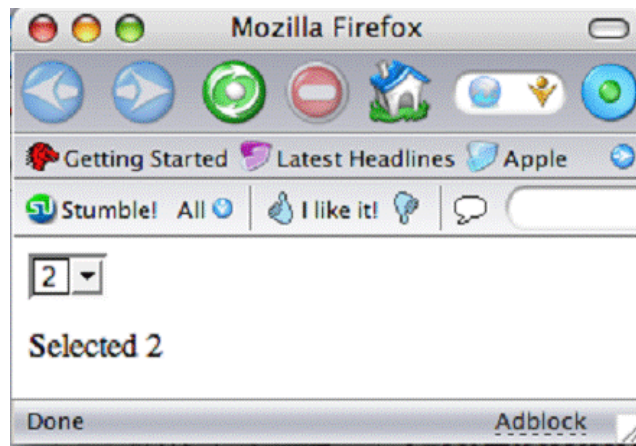 Mozilla Firefox
Getting Started Latest Headlines Apple
Stumble! All I like it!
2
Selected 2
Done Adblock